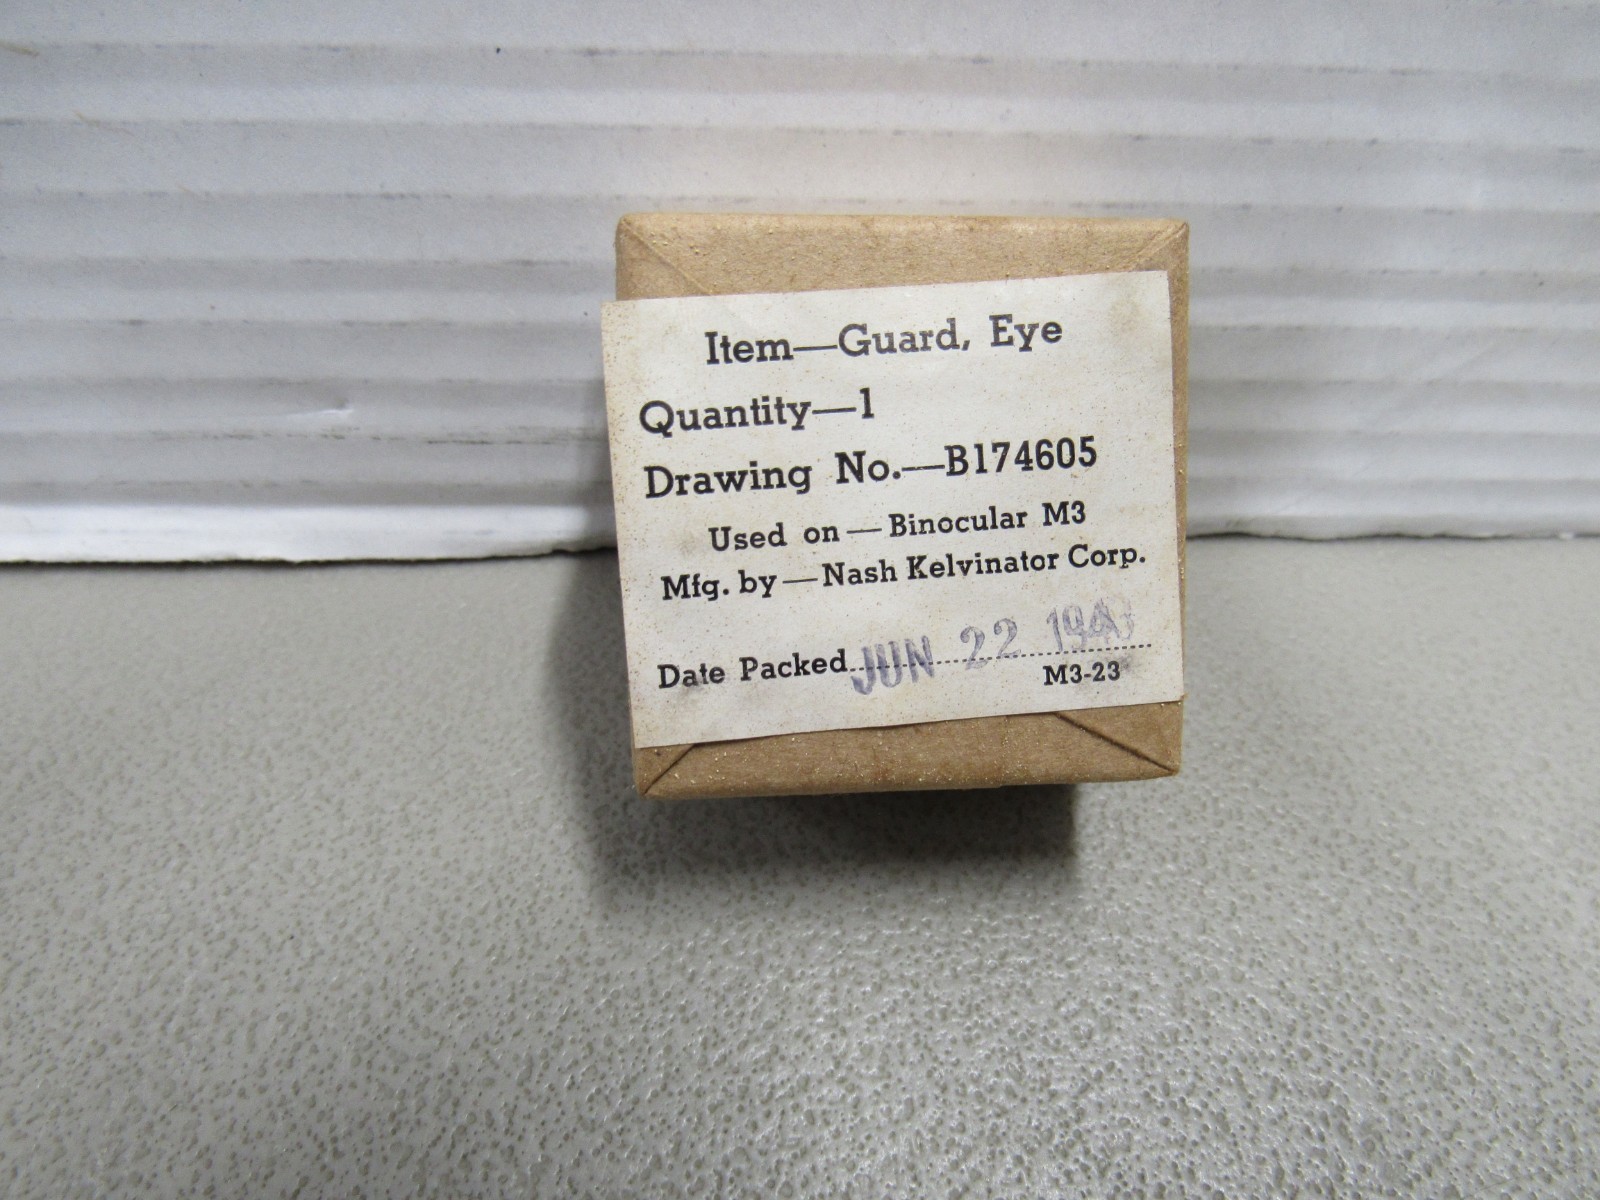 Item—Guard, Eye
Quantity—1
Drawing No.—B174605
Used on — Binocular M3
Mfg. by — Nash Kelvinator Corp.
Date Packed JUN 22
M3-23